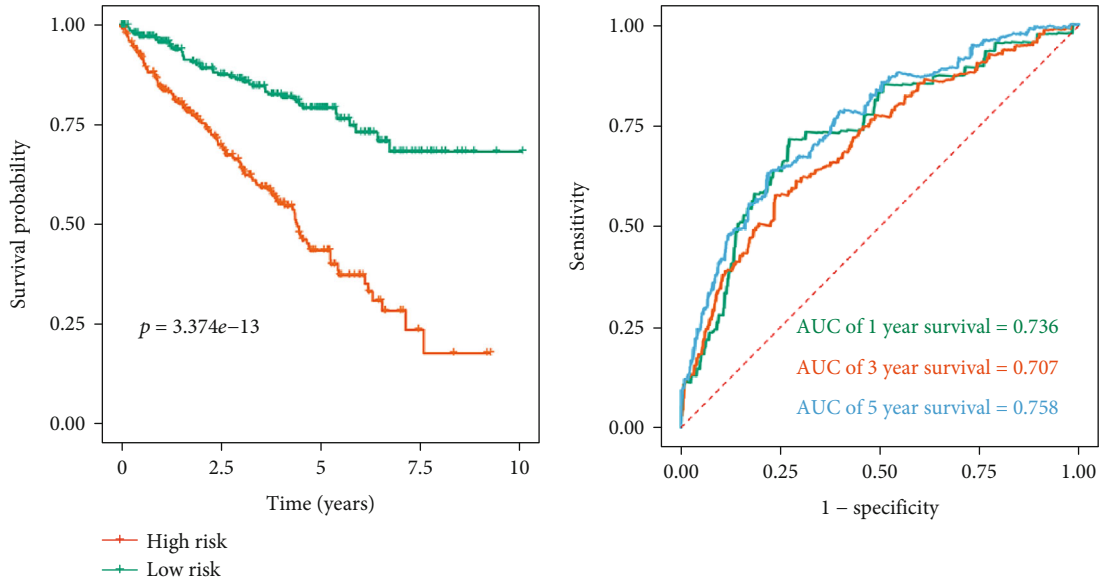 Survival probability
1.00
0.75
0.50
0.25
0.00
p = 3.374e−13
0 2.5 5 7.5 10
Time (years)
High risk
Low risk
Sensitivity
1.00
0.75
0.50
0.25
0.00
AUC of 1 year survival = 0.736
AUC of 3 year survival = 0.707
AUC of 5 year survival = 0.758
0.00 0.25 0.50 0.75 1.00
1 − specificity